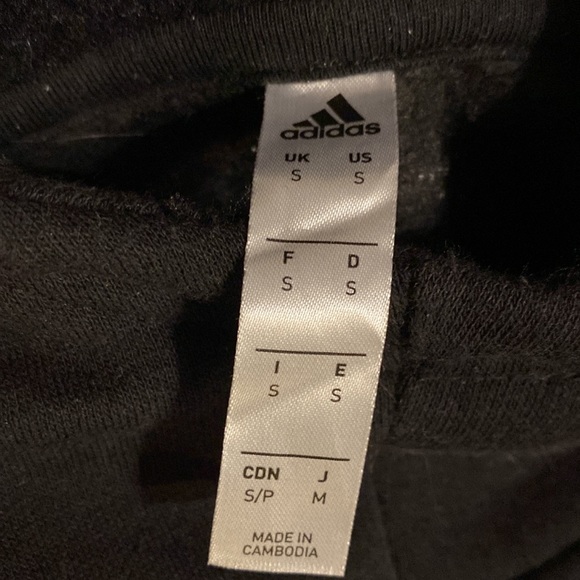 adidas
UK US
S S
F D
S S
I E
S S
CDN J
S/P M
MADE IN
CAMBODIA